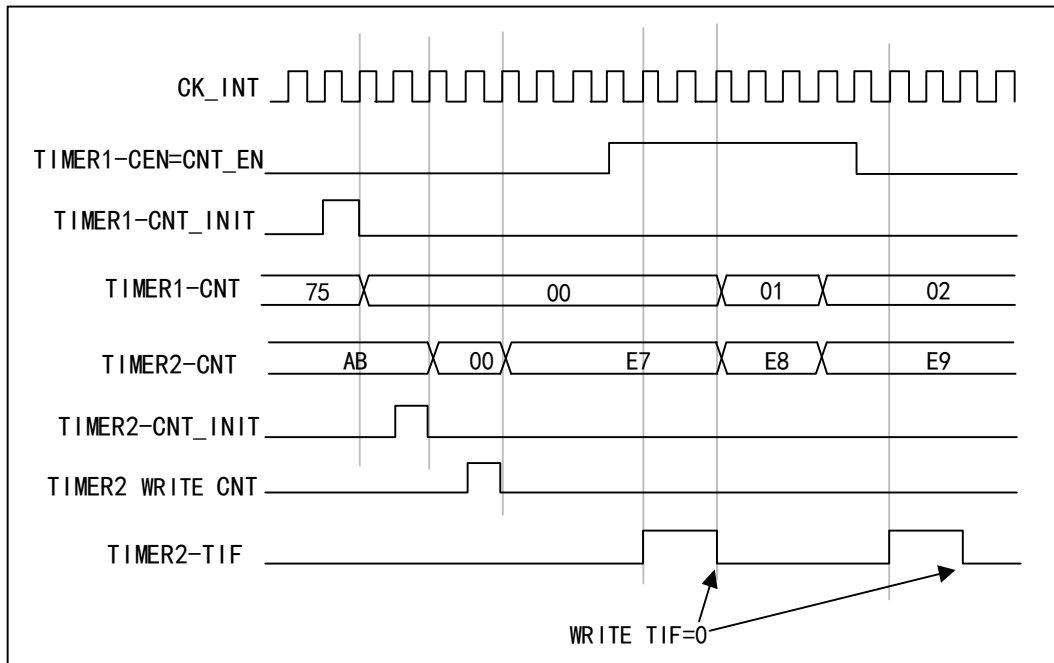 CK_INT
TIMER1-CEN=CNT_EN
TIMER1-CNT_INIT
TIMER1-CNT 75 00 01 02
TIMER2-CNT AB 00 E7 E8 E9
TIMER2-CNT_INIT
TIMER2 WRITE CNT
TIMER2-TIF
WRITE TIF=0